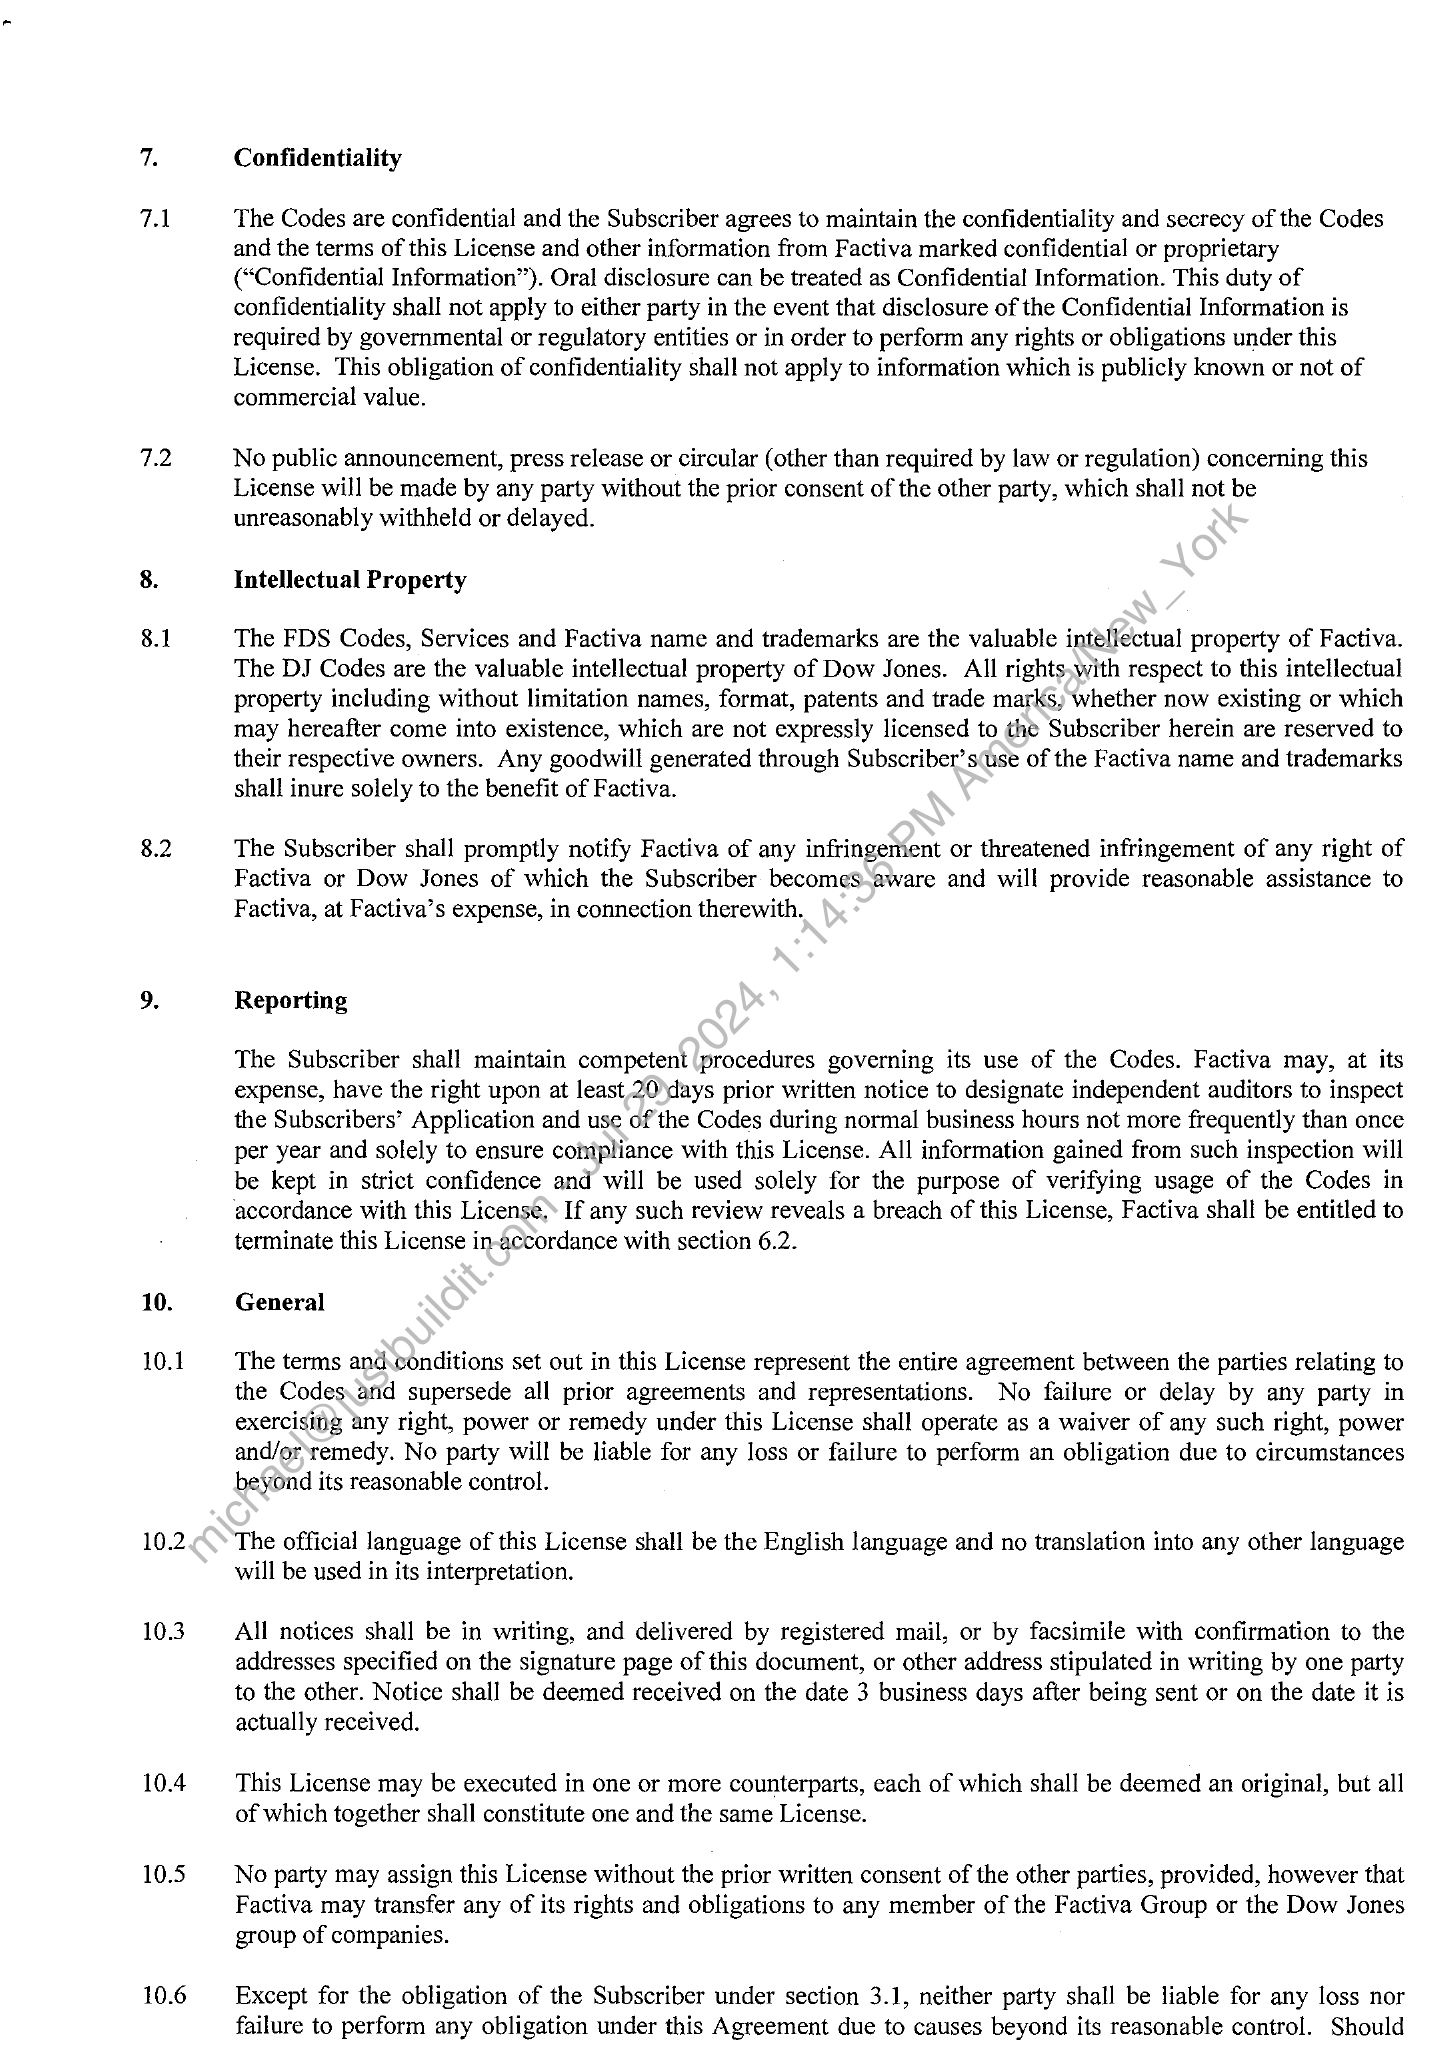 7. Confidentiality
7.1 The Codes are confidential and the Subscriber agrees to maintain the confidentiality and secrecy of the Codes
and the terms of this License and other information from Factiva marked confidential or proprietary
(“Confidential Information”). Oral disclosure can be treated as Confidential Information. This duty of
confidentiality shall not apply to either party in the event that disclosure of the Confidential Information is
required by governmental or regulatory entities or in order to perform any rights or obligations under this
License. This obligation of confidentiality shall not apply to information which is publicly known or not of
commercial value.
7.2 No public announcement, press release or circular (other than required by law or regulation) concerning this
License will be made by any party without the prior consent of the other party, which shall not be
unreasonably withheld or delayed.
8. Intellectual Property
8.1 The FDS Codes, Services and Factiva name and trademarks are the valuable intellectual property of Factiva.
The DJ Codes are the valuable intellectual property of Dow Jones. All rights with respect to this intellectual
property including without limitation names, format, patents and trade marks, whether now existing or which
may hereafter come into existence, which are not expressly licensed to the Subscriber herein are reserved to
their respective owners. Any goodwill generated through Subscriber’s use of the Factiva name and trademarks
shall inure solely to the benefit of Factiva.
8.2 The Subscriber shall promptly notify Factiva of any infringement or threatened infringement of any right of
Factiva or Dow Jones of which the Subscriber becomes aware and will provide reasonable assistance to
Factiva, at Factiva’s expense, in connection therewith.
9. Reporting
The Subscriber shall maintain competent procedures governing its use of the Codes. Factiva may, at its
expense, have the right upon at least 20 days prior written notice to designate independent auditors to inspect
the Subscribers’ Application and use of the Codes during normal business hours not more frequently than once
per year and solely to ensure compliance with this License. All information gained from such inspection will
be kept in strict confidence and will be used solely for the purpose of verifying usage of the Codes in
accordance with this License. If any such review reveals a breach of this License, Factiva shall be entitled to
terminate this License in accordance with section 6.2.
10. General
10.1 The terms and conditions set out in this License represent the entire agreement between the parties relating to
the Codes and supersede all prior agreements and representations. No failure or delay by any party in
exercising any right, power or remedy under this License shall operate as a waiver of any such right, power
and/or remedy. No party will be liable for any loss or failure to perform an obligation due to circumstances
beyond its reasonable control.
10.2 The official language of this License shall be the English language and no translation into any other language
will be used in its interpretation.
10.3 All notices shall be in writing, and delivered by registered mail, or by facsimile with confirmation to the
addresses specified on the signature page of this document, or other address stipulated in writing by one party
to the other. Notice shall be deemed received on the date 3 business days after being sent or on the date it is
actually received.
10.4 This License may be executed in one or more counterparts, each of which shall be deemed an original, but all
of which together shall constitute one and the same License.
10.5 No party may assign this License without the prior written consent of the other parties, provided, however that
Factiva may transfer any of its rights and obligations to any member of the Factiva Group or the Dow Jones
group of companies.
10.6 Except for the obligation of the Subscriber under section 3.1, neither party shall be liable for any loss nor
failure to perform any obligation under this Agreement due to causes beyond its reasonable control. Should
michael@justbuildit.com - Jul 29, 2024, 1:14:36 PM America/New_York